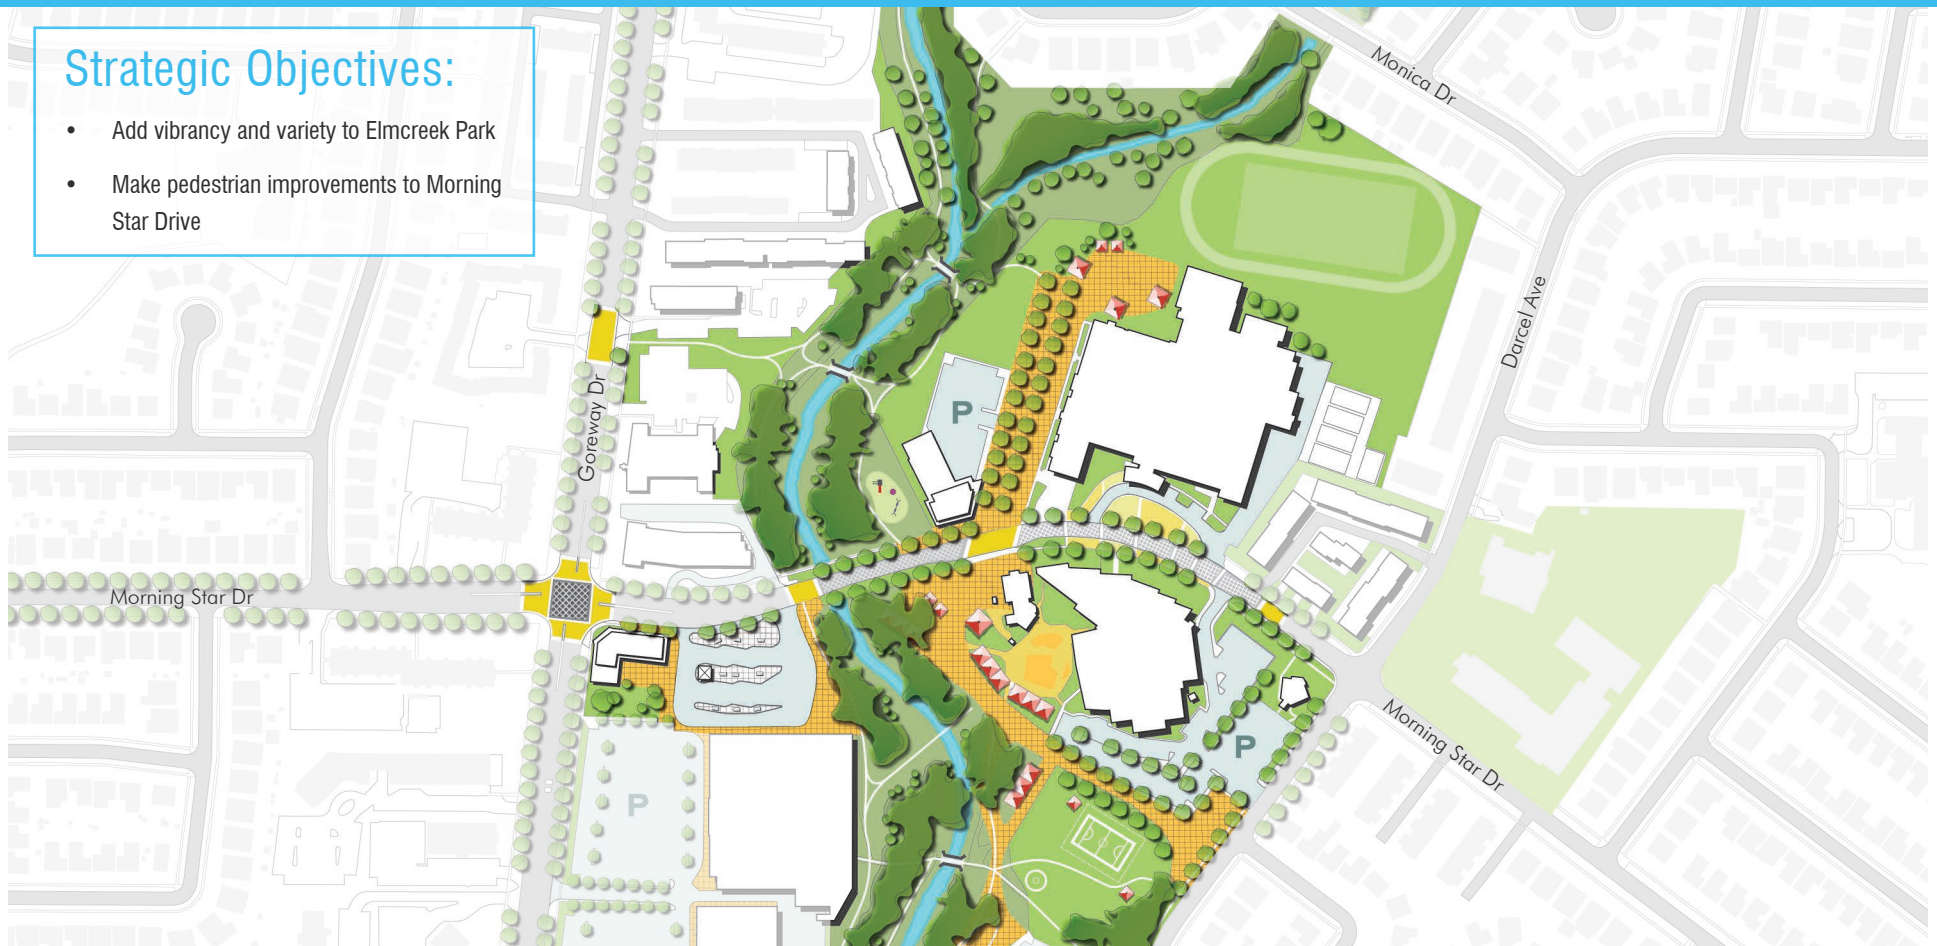 Strategic Objectives:
• Add vibrancy and variety to Elmcreek Park
• Make pedestrian improvements to Morning
Star Drive
Monica Dr
Darcel Ave
Goreway Dr
P
Morning Star Dr
Morning Star Dr
P
P